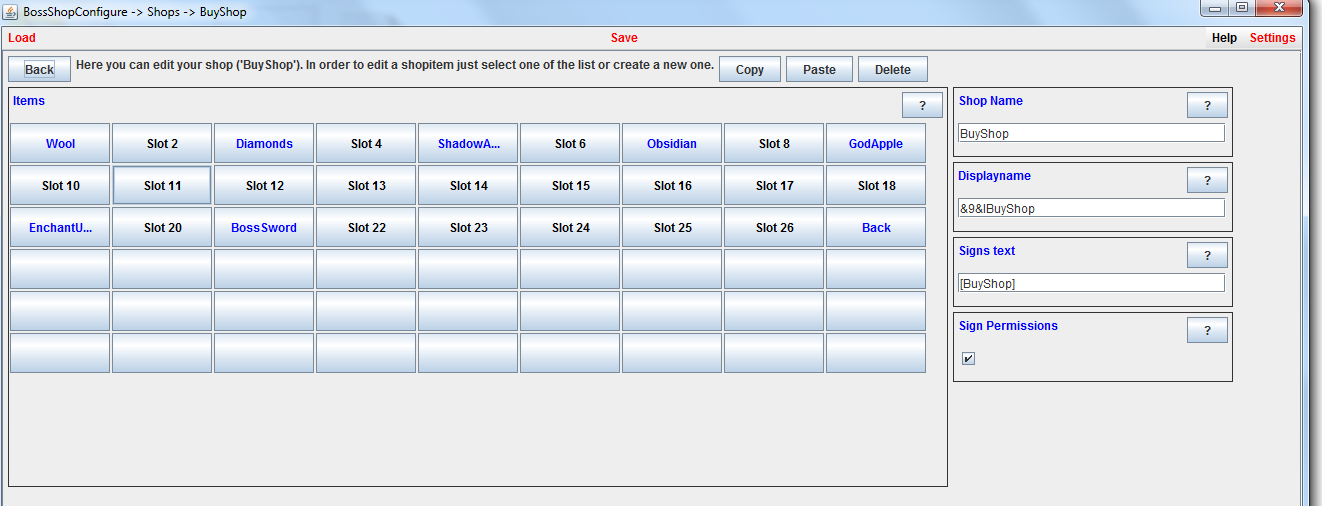 BossShopConfigure -> Shops -> BuyShop
Load Save Help Settings
Back Here you can edit your shop ('BuyShop'). In order to edit a shopitem just select one of the list or create a new one. Copy Paste Delete
Items ?
Wool Slot 2 Diamonds Slot 4 ShadowA... Slot 6 Obsidian Slot 8 GodApple
Slot 10 Slot 11 Slot 12 Slot 13 Slot 14 Slot 15 Slot 16 Slot 17 Slot 18
EnchantU... Slot 20 BossSword Slot 22 Slot 23 Slot 24 Slot 25 Slot 26 Back
Shop Name ?
BuyShop
Displayname ?
&9&lBuyShop
Signs text ?
[BuyShop]
Sign Permissions ?